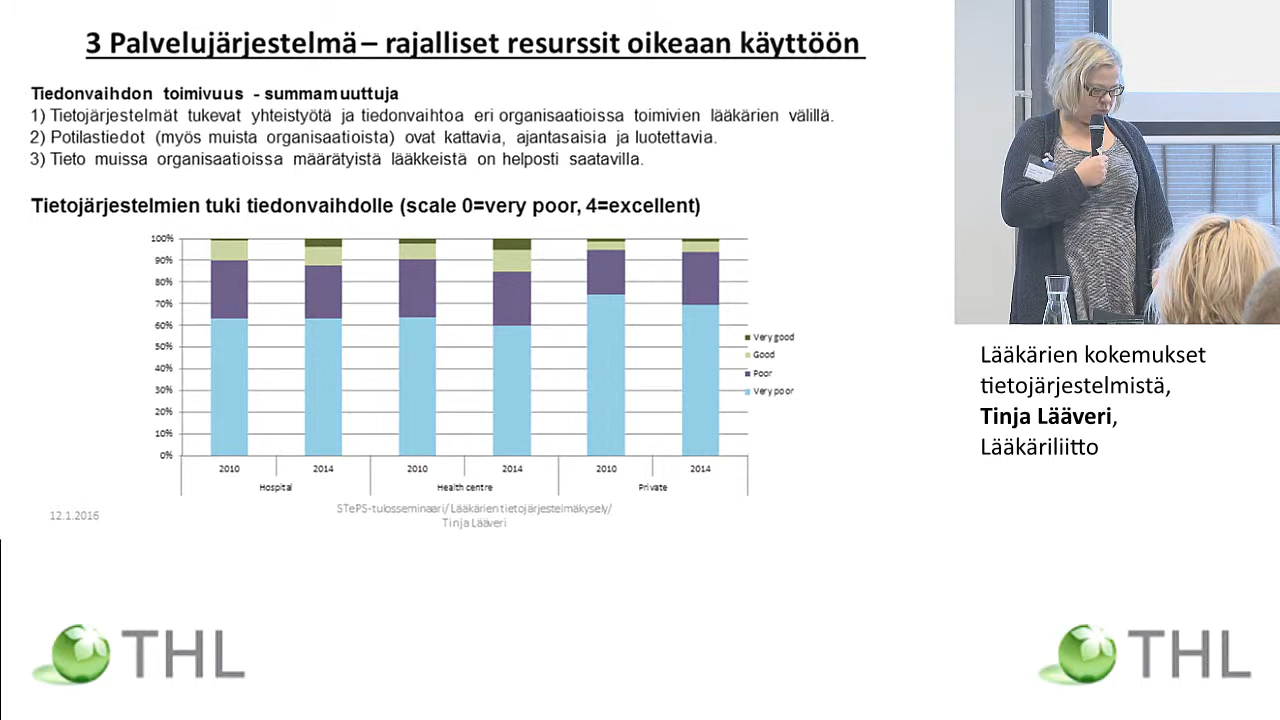 3 Palvelujärjestelmä – rajalliset resurssit oikeaan käyttöön
Tiedonvaihdon toimivuus - summamuuttuja
1) Tietojärjestelmät tukevat yhteistyötä ja tiedonvaihtoa eri organisaatioissa toimivien lääkärien välillä.
2) Potilastiedot (myös muista organisaatioista) ovat kattavia, ajantasaisia ja luotettavia.
3) Tieto muissa organisaatioissa määrätyistä lääkkeistä on helposti saatavilla.
Tietojärjestelmien tuki tiedonvaihdolle (scale 0=very poor, 4=excellent)
100%
90%
80%
70%
60%
50%
40%
30%
20%
10%
0%
2010 2014 2010 2014 2010 2014
Hospital Health centre Private
Very good
Good
Poor
Very poor
12.1.2016
STePS-tulosseminaari/ Lääkärien tietojärjestelmäkysely/
Tinja Lääveri
Lääkärien kokemukset
tietojärjestelmistä,
Tinja Lääveri,
Lääkäriliitto
THL
THL